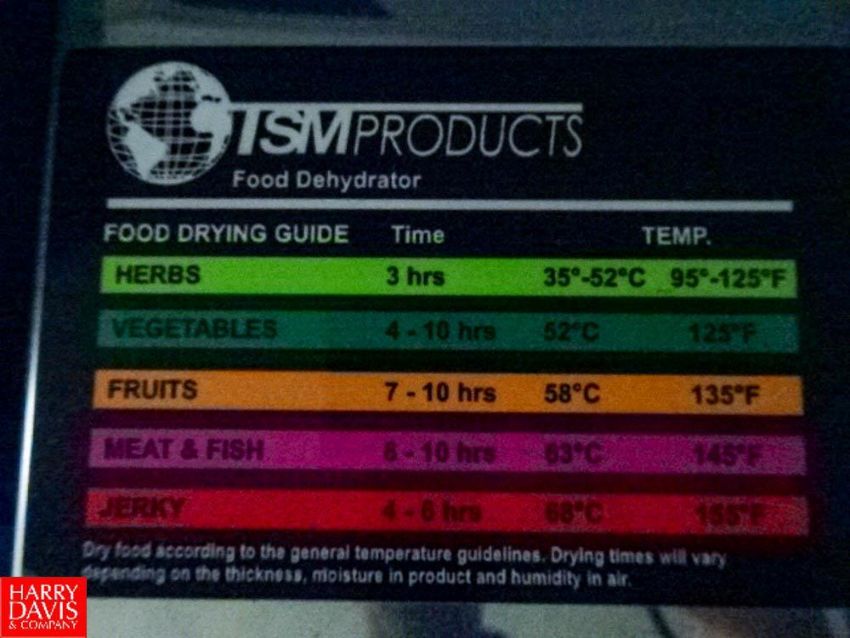 TSM PRODUCTS
Food Dehydrator
FOOD DRYING GUIDE Time TEMP.
HERBS 3 hrs 35°-52°C 95°-125°F
VEGETABLES 4 - 10 hrs 52°C 125°F
FRUITS 7 - 10 hrs 58°C 135°F
MEAT & FISH 6 - 10 hrs 63°C 145°F
JERKY 4 - 6 hrs 68°C 155°F
Dry food according to the general temperature guidelines. Drying times will vary
depending on the thickness, moisture in product and humidity in air.
HARRY
DAVIS
& COMPANY